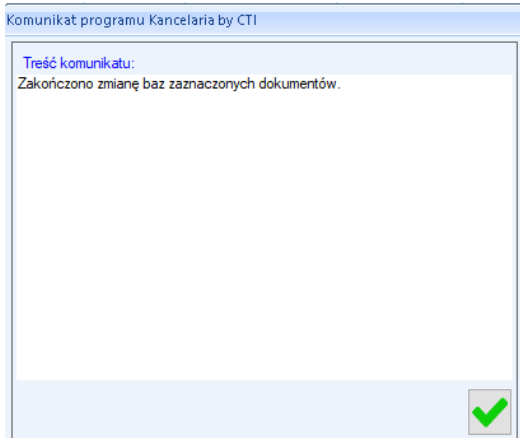 Komunikat programu Kancelaria by CTI
Treść komunikatu:
Zakończono zmianę baz zaznaczonych dokumentów.